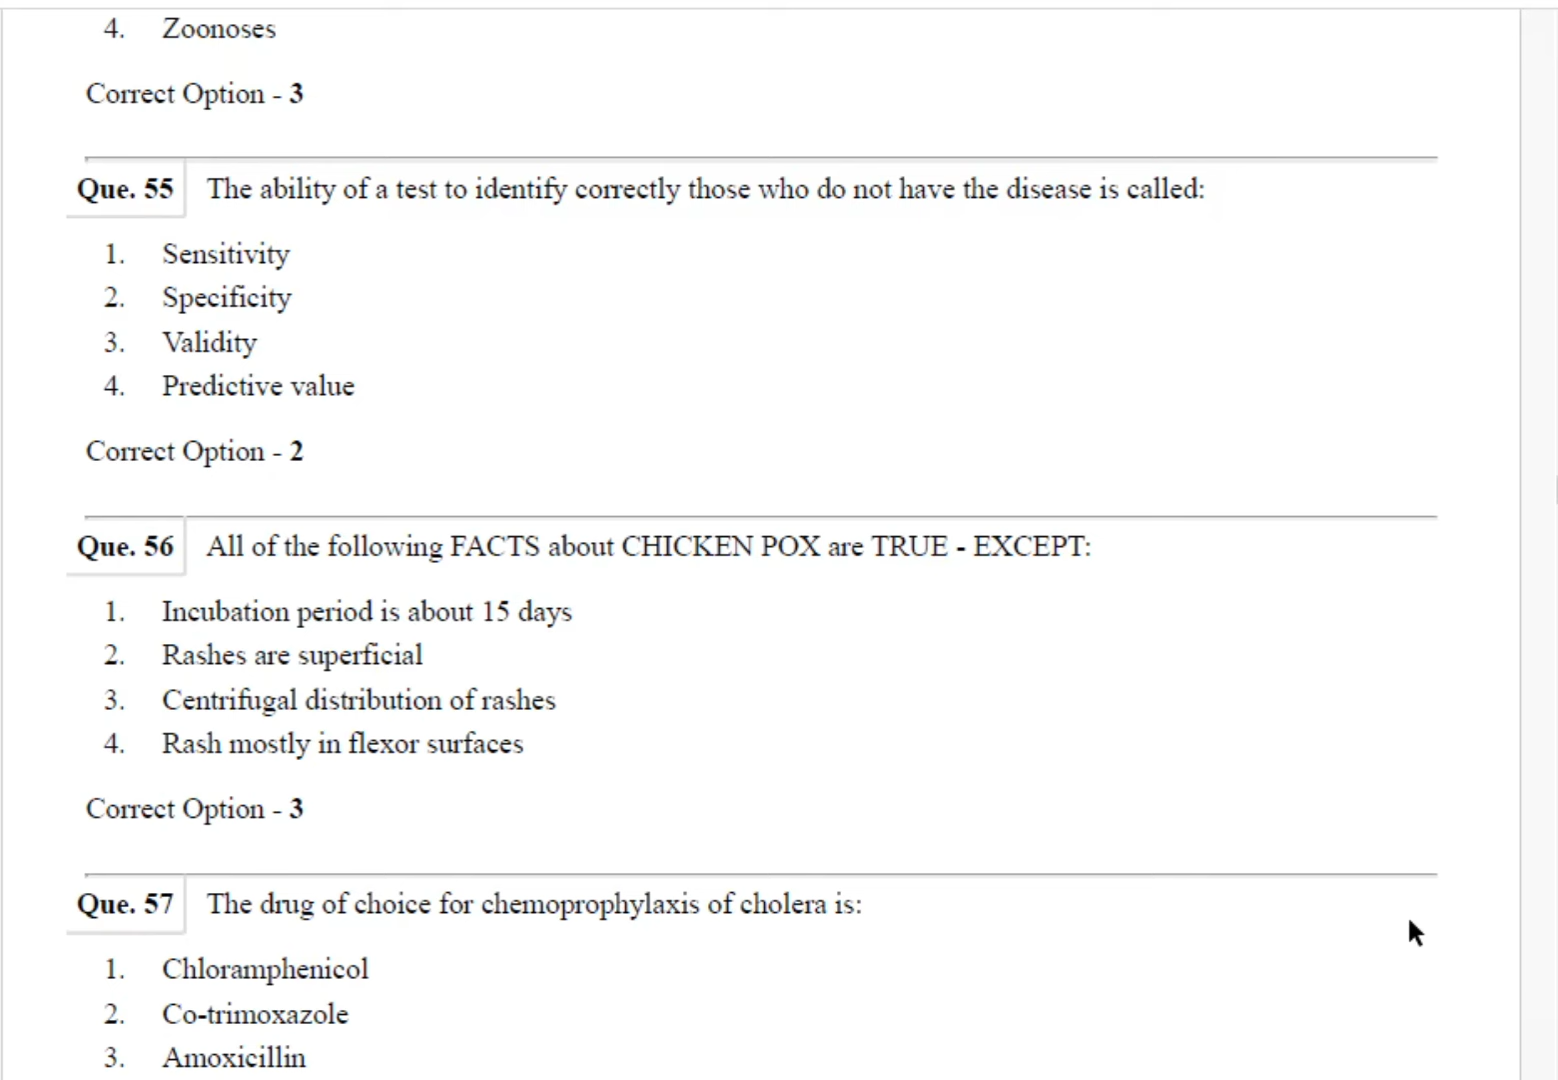 4. Zoonoses
Correct Option - 3
Que. 55 The ability of a test to identify correctly those who do not have the disease is called:
1. Sensitivity
2. Specificity
3. Validity
4. Predictive value
Correct Option - 2
Que. 56 All of the following FACTS about CHICKEN POX are TRUE - EXCEPT:
1. Incubation period is about 15 days
2. Rashes are superficial
3. Centrifugal distribution of rashes
4. Rash mostly in flexor surfaces
Correct Option - 3
Que. 57 The drug of choice for chemoprophylaxis of cholera is:
1. Chloramphenicol
2. Co-trimoxazole
3. Amoxicillin